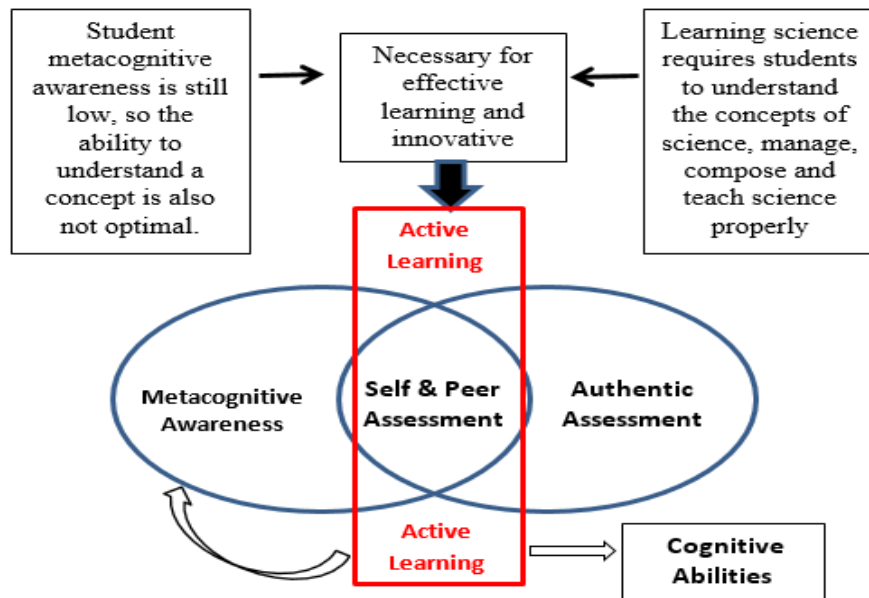 Student
metacognitive
awareness is still
low, so the
ability to
understand a
concept is also
not optimal.
Necessary for
effective
learning and
innovative
Learning science
requires students
to understand
the concepts of
science, manage,
compose and
teach science
properly
Active
Learning
Metacognitive
Awareness
Self & Peer
Assessment
Authentic
Assessment
Active
Learning
Cognitive
Abilities